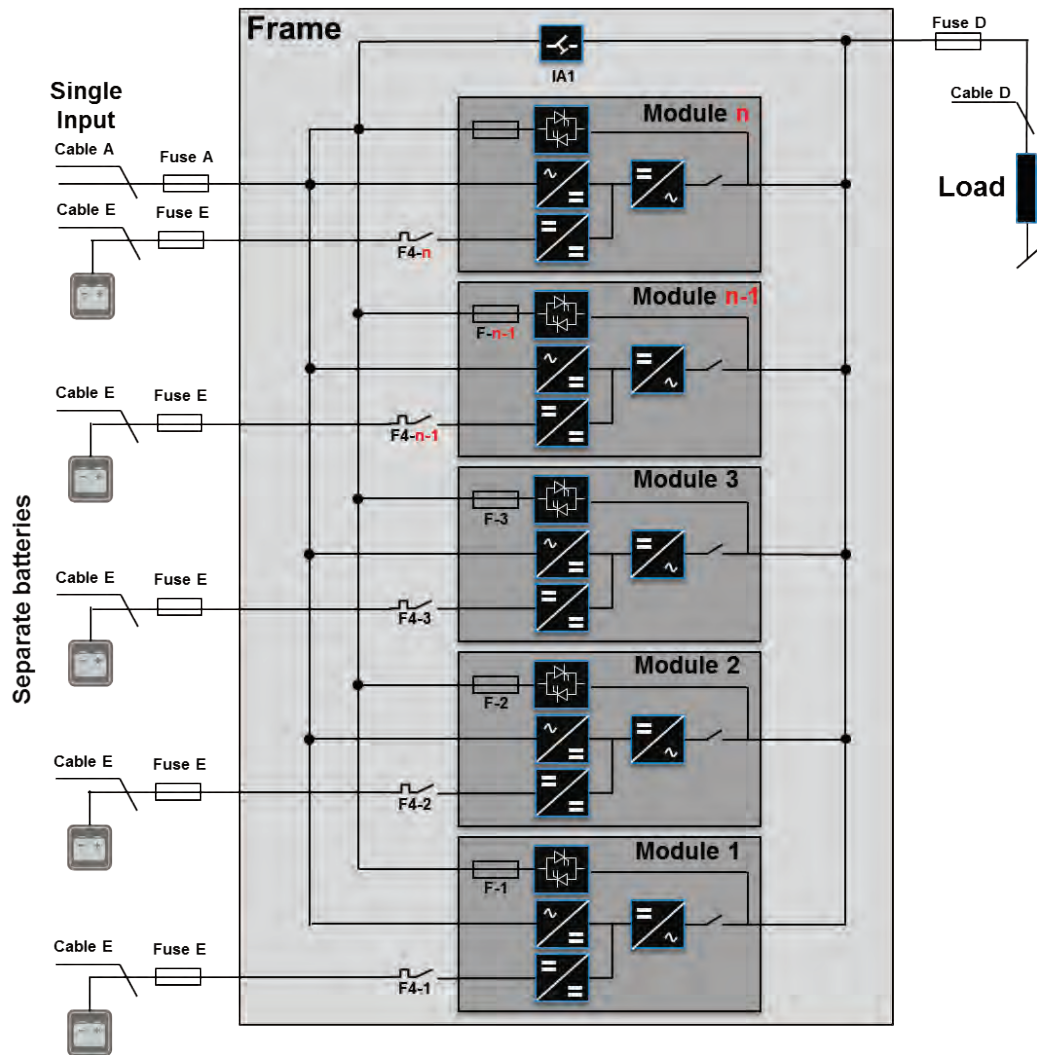 Frame
Fuse D
IA1
Single
Input
Cable D
Module n
Cable A
Fuse A
Load
Cable E
Fuse E
F4-n
Module n-1
F-n-1
Cable E
Fuse E
F4-n-1
Module 3
F-3
Cable E
Fuse E
F4-3
Separate batteries
Module 2
F-2
Cable E
Fuse E
F4-2
Module 1
F-1
Cable E
Fuse E
F4-1